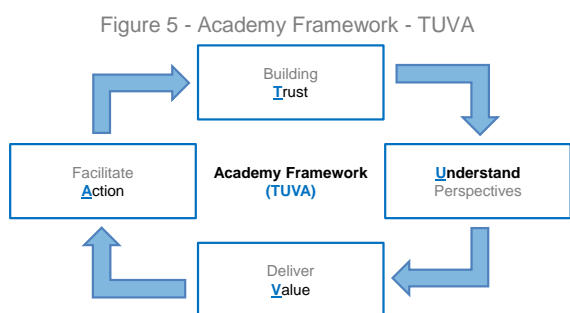 Figure 5 - Academy Framework - TUVA
Building
Trust
Facilitate
Action
Academy Framework
(TUVA)
Understand
Perspectives
Deliver
Value